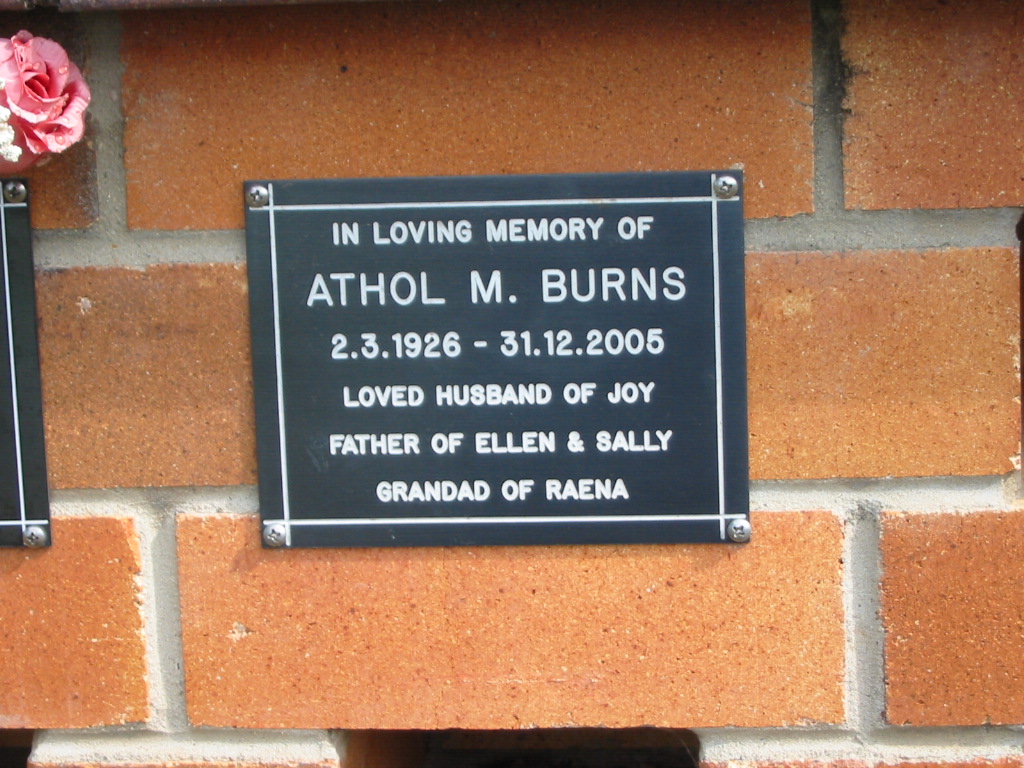 IN LOVING MEMORY OF
ATHOL M. BURNS
2.3.1926 - 31.12.2005
LOVED HUSBAND OF JOY
FATHER OF ELLEN & SALLY
GRANDAD OF RAENA